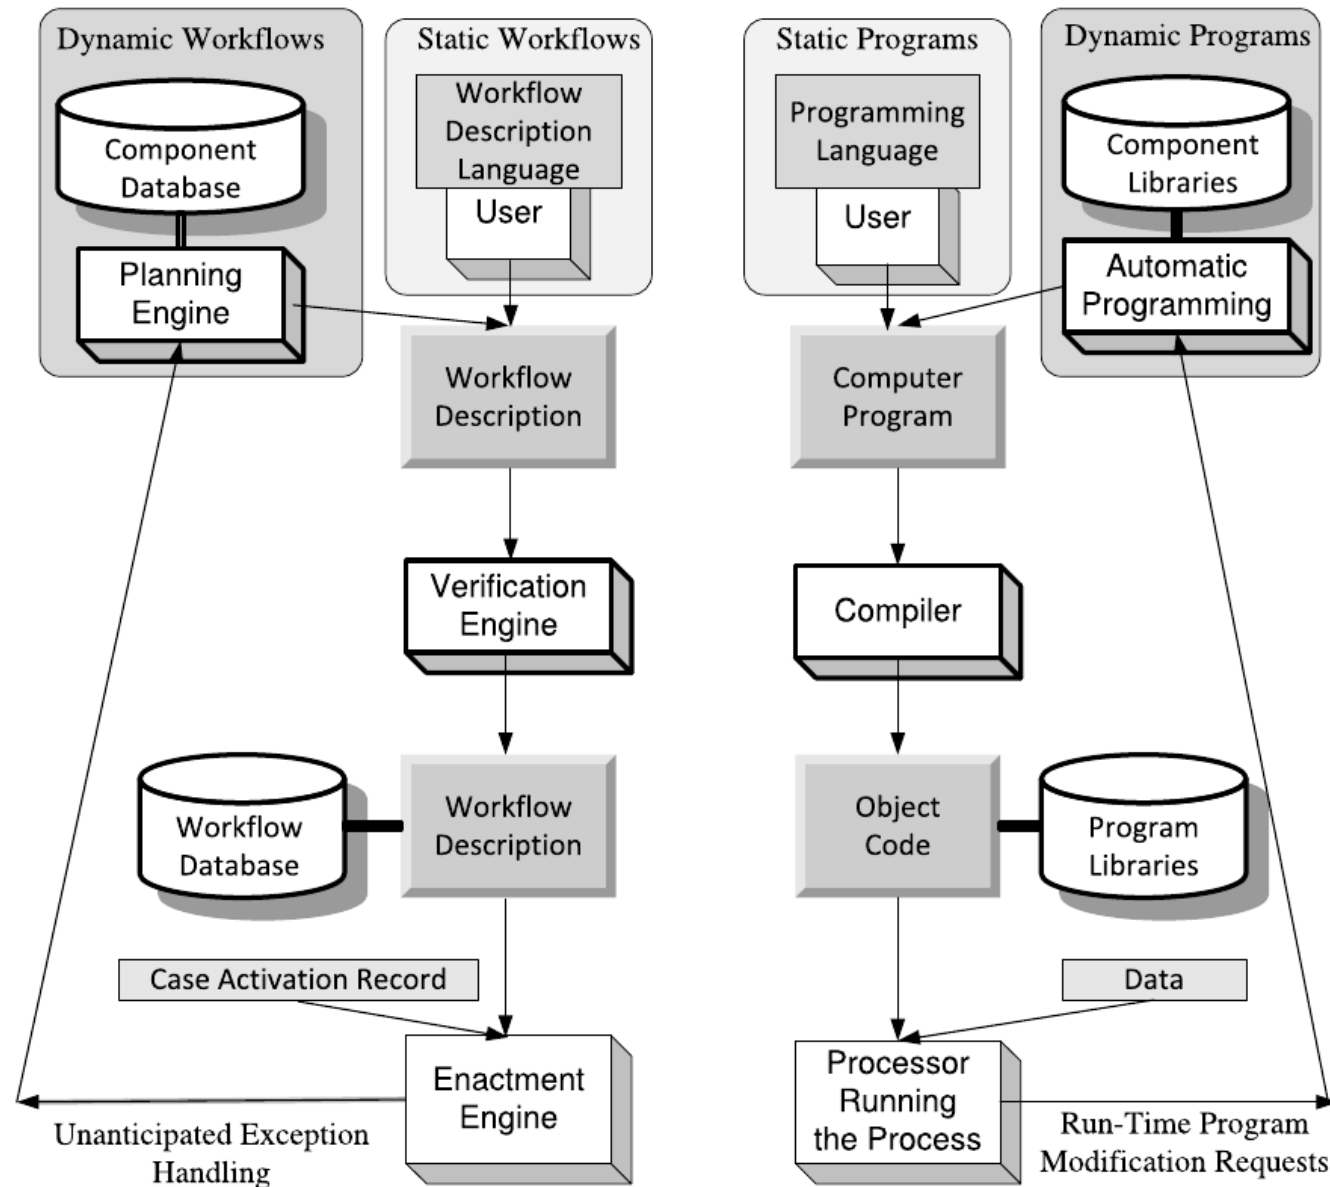 Dynamic Workflows
Static Workflows
Static Programs
Dynamic Programs
Component
Database
Workflow
Description
Language
User
Programming
Language
User
Component
Libraries
Planning
Engine
Automatic
Programming
Workflow
Description
Computer
Program
Verification
Engine
Compiler
Workflow
Database
Workflow
Description
Object
Code
Program
Libraries
Case Activation Record
Data
Enactment
Engine
Processor
Running
the Process
Unanticipated Exception
Handling
Run-Time Program
Modification Requests